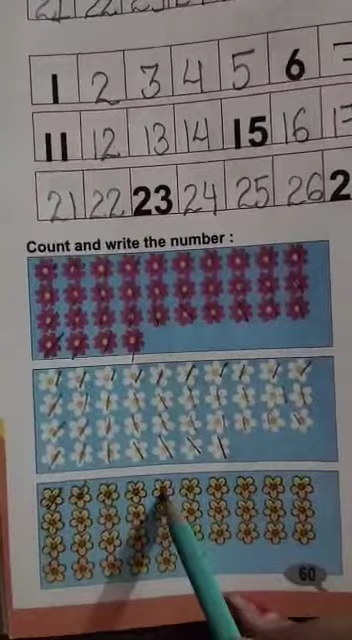 1 2 3 4 5 6
11 12 13 14 15 16
21 22 23 24 25 26 2
Count and write the number :
60